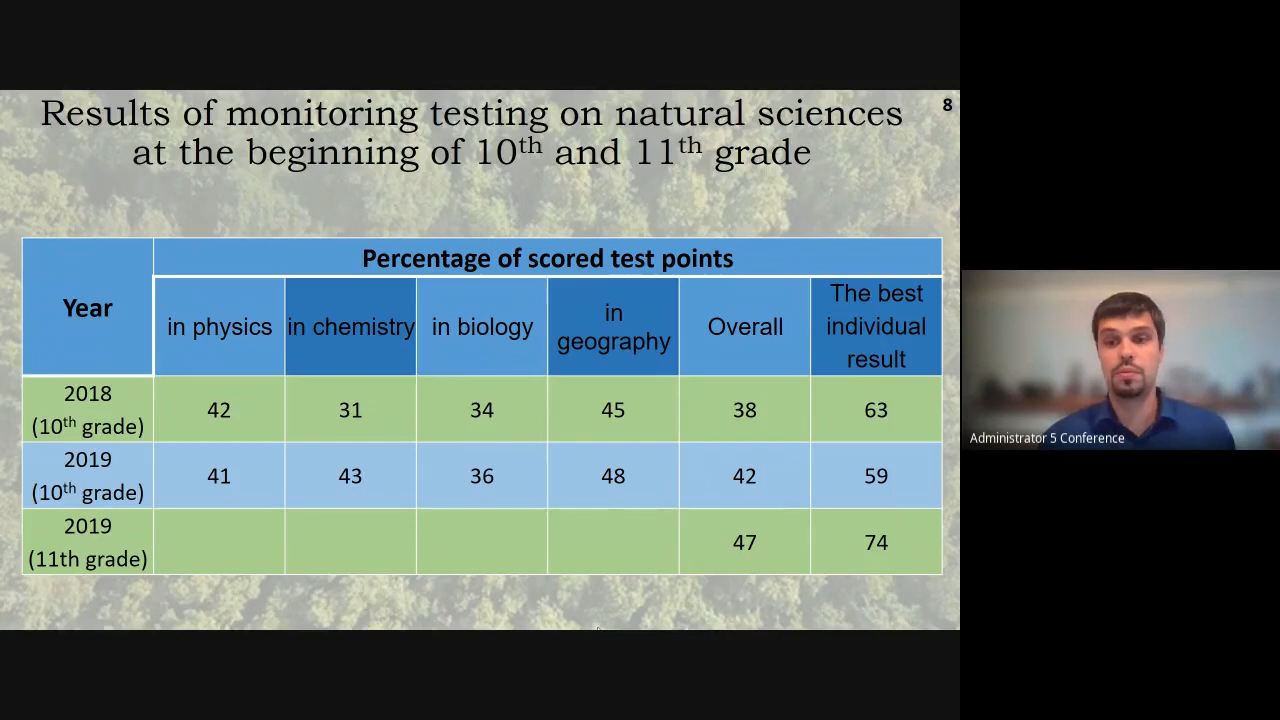 Results of monitoring testing on natural sciences
at the beginning of 10th and 11th grade
8
Year
Percentage of scored test points
in physics
in chemistry
in biology
in
geography
Overall
The best
individual
result
2018
(10th grade)
42
31
34
45
38
63
2019
(10th grade)
41
43
36
48
42
59
2019
(11th grade)
47
74
Administrator 5 Conference